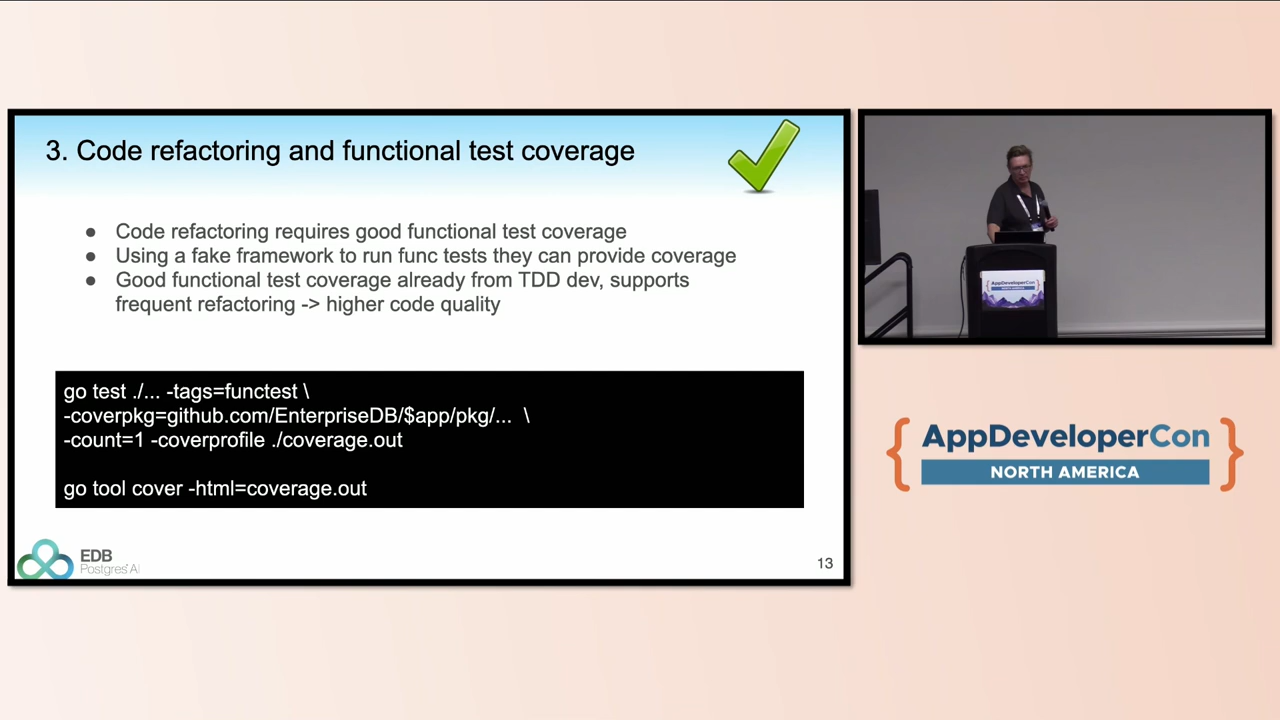 3. Code refactoring and functional test coverage
● Code refactoring requires good functional test coverage
● Using a fake framework to run func tests they can provide coverage
● Good functional test coverage already from TDD dev, supports
frequent refactoring -> higher code quality
go test ./... -tags=functest \
-coverpkg=github.com/EnterpriseDB/$app/pkg/... \
-count=1 -coverprofile ./coverage.out
go tool cover -html=coverage.out
EDB
Postgres AI
13
AppDeveloperCon
NORTH AMERICA
{ AppDeveloperCon }
NORTH AMERICA